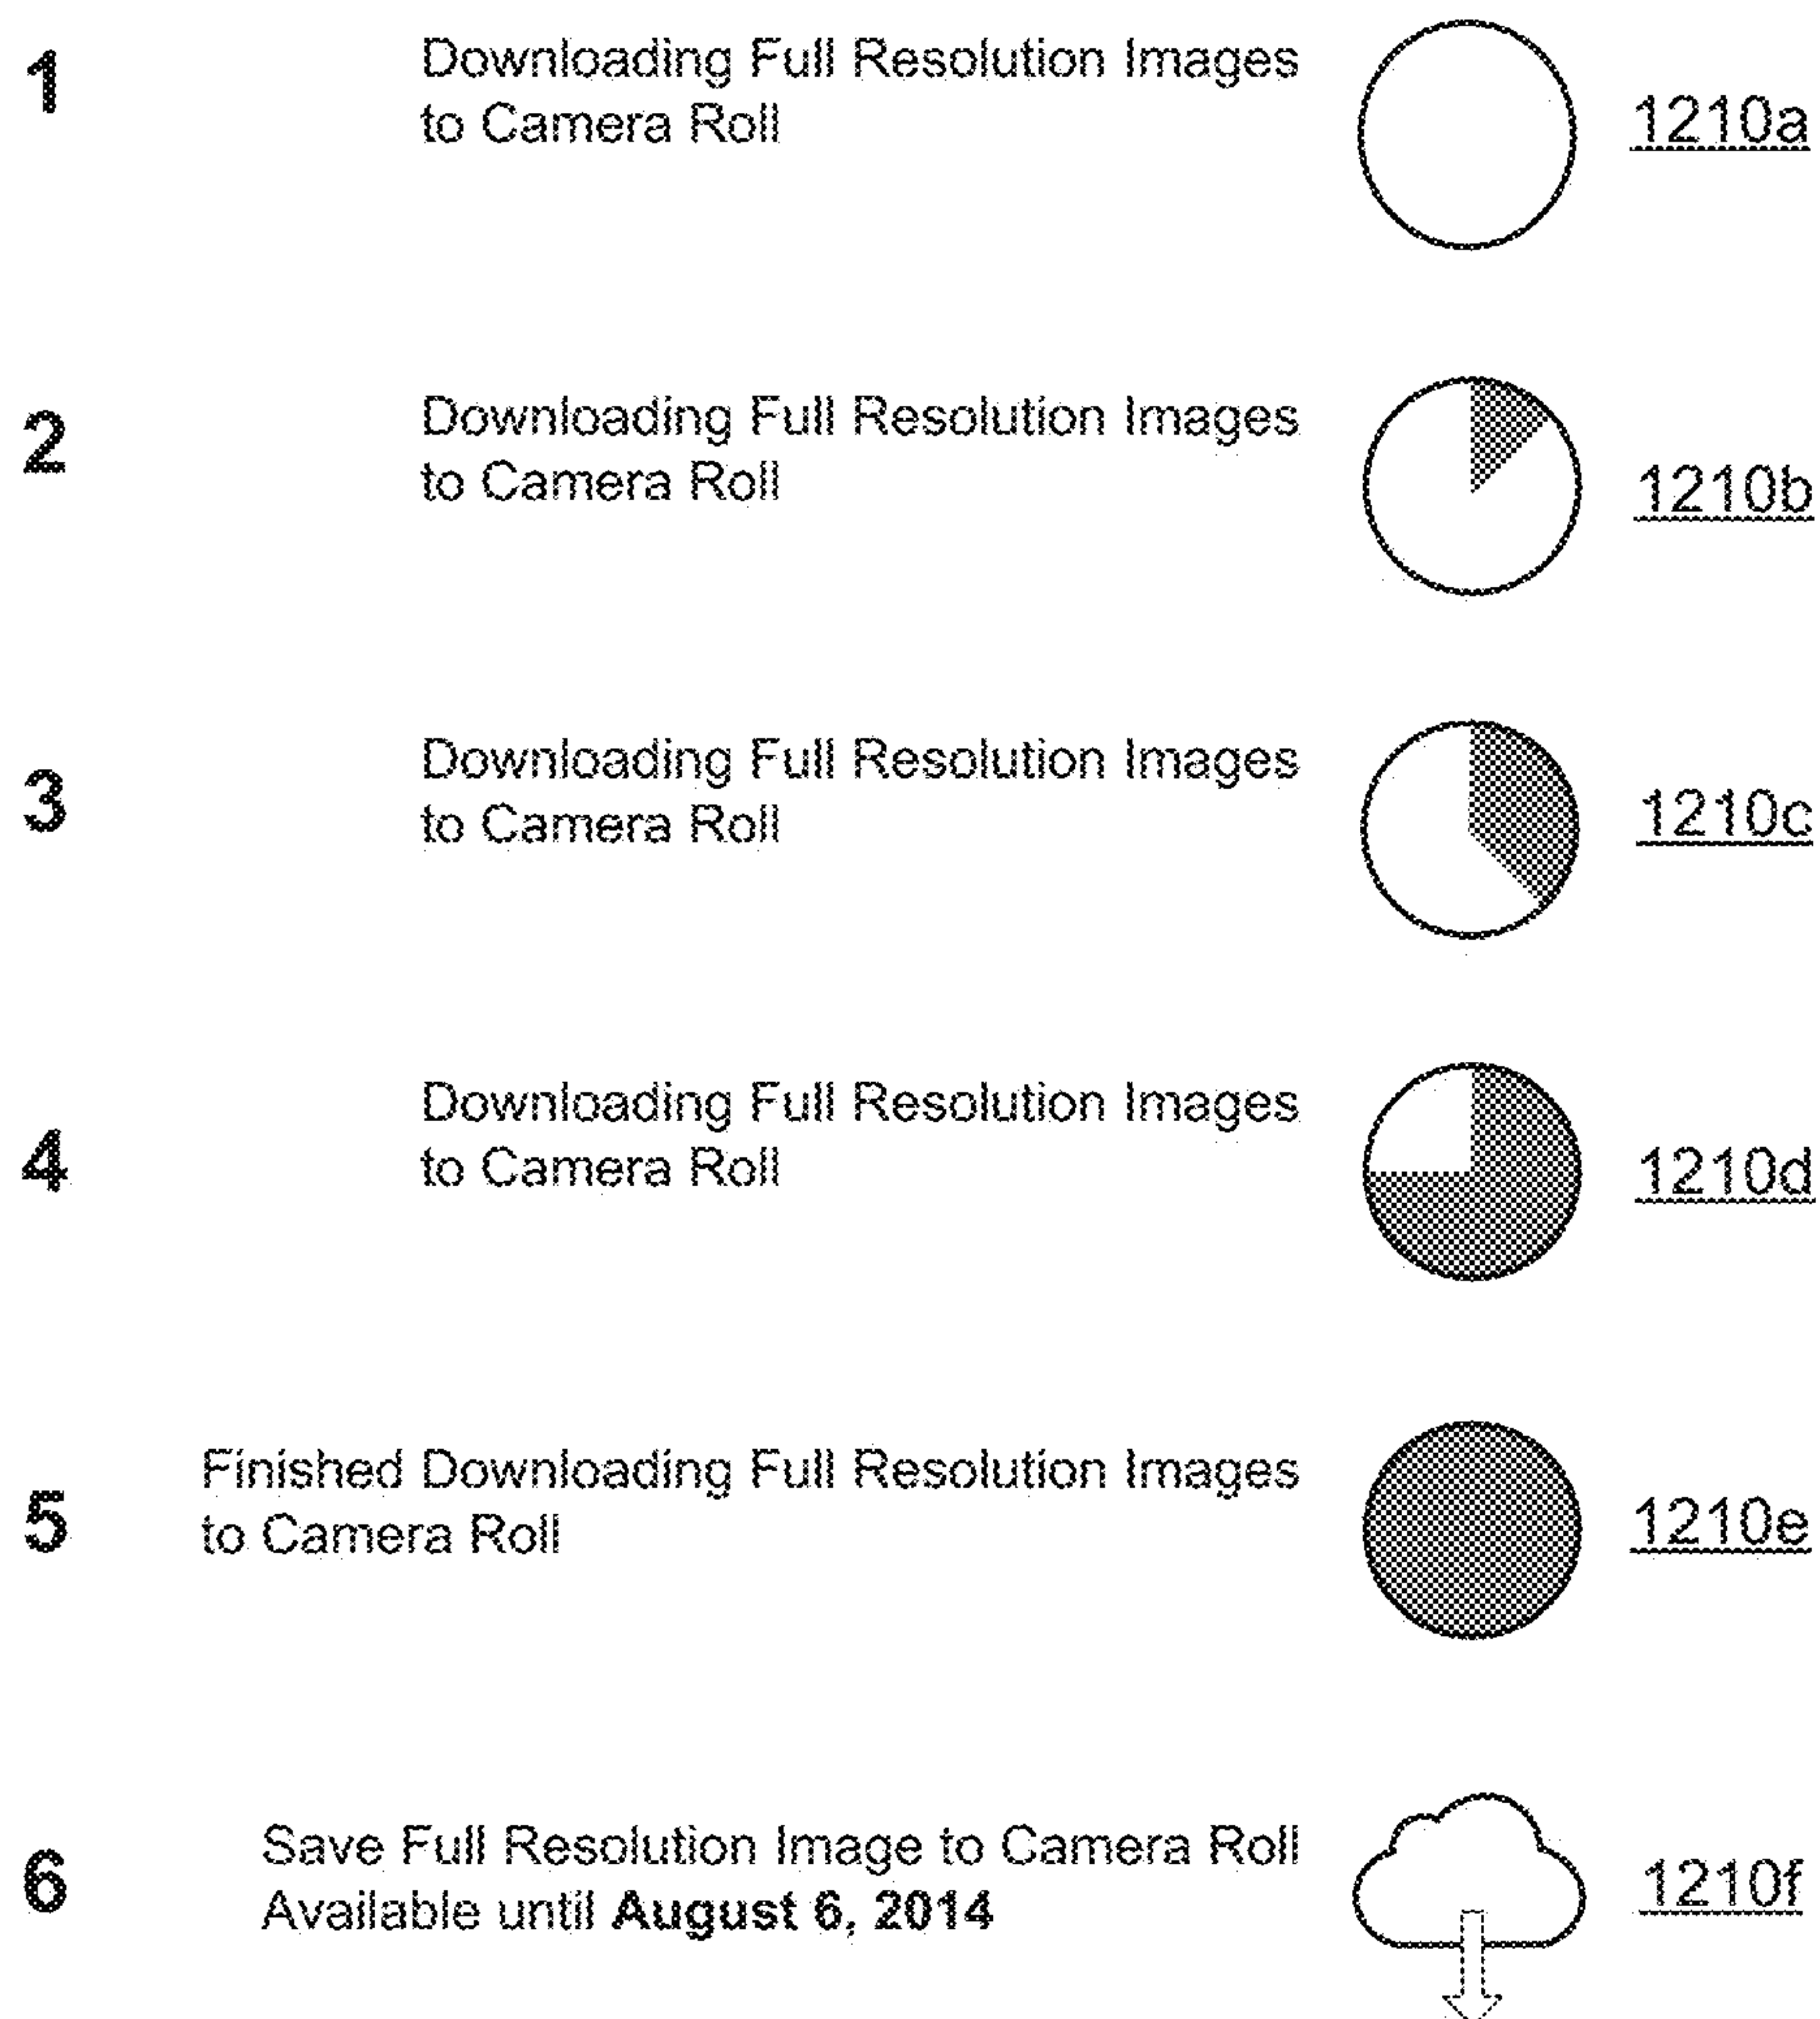 1
Downloading Full Resolution Images
to Camera Roll
1210a
2
Downloading Full Resolution Images
to Camera Roll
1210b
3
Downloading Full Resolution Images
to Camera Roll
1210c
4
Downloading Full Resolution Images
to Camera Roll
1210d
5
Finished Downloading Full Resolution Images
to Camera Roll
1210e
6
Save Full Resolution Image to Camera Roll
Available until August 6, 2014
1210f